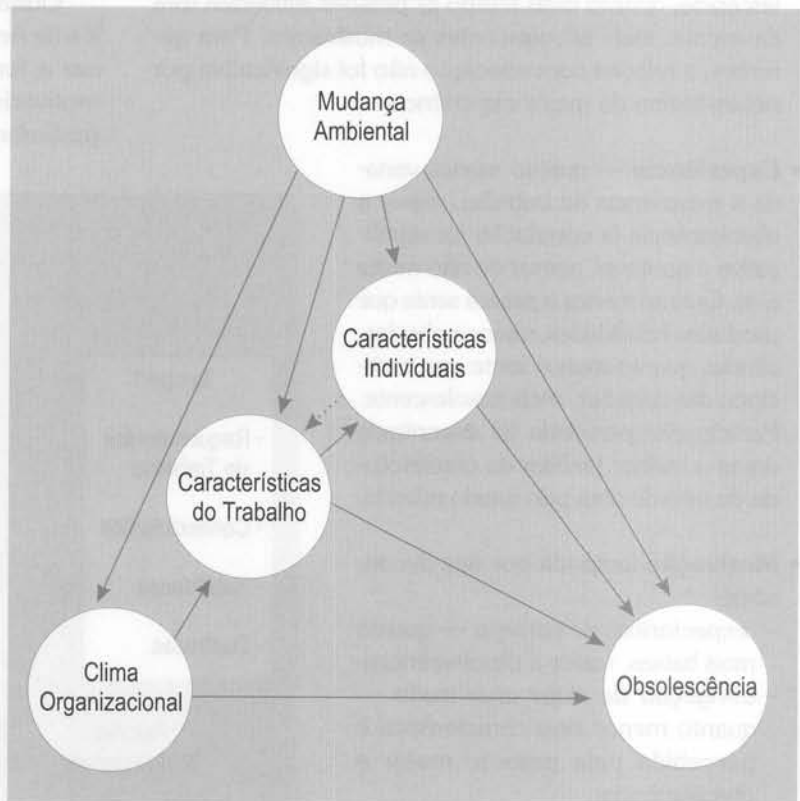 Mudança
Ambiental
Características
Individuais
Características
do Trabalho
Clima
Organizacional
Obsolescência